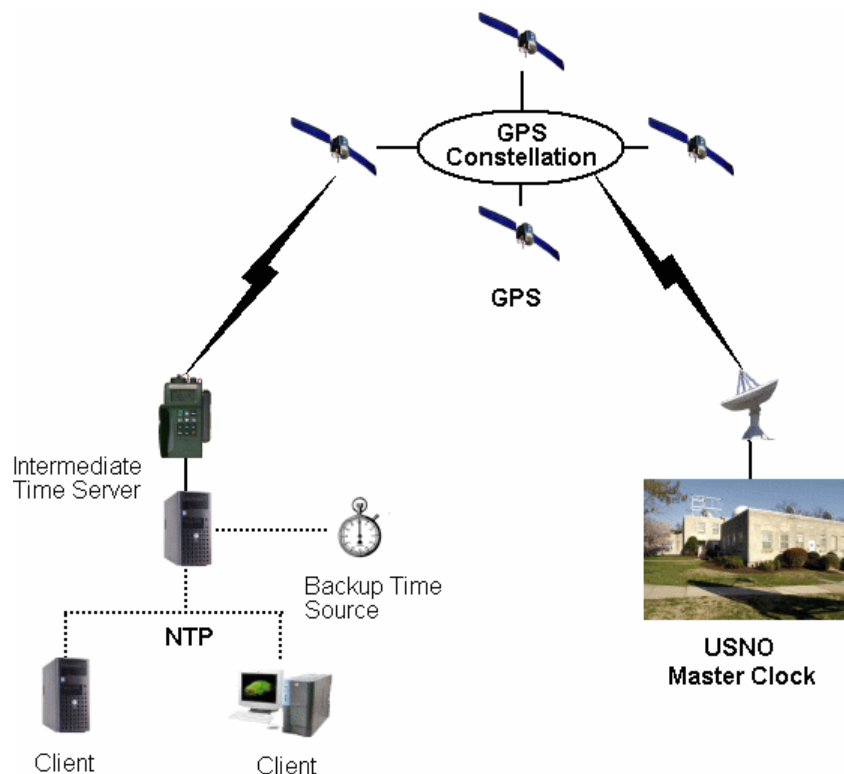 GPS
Constellation
GPS
Intermediate
Time Server
Backup Time
Source
NTP
USNO
Master Clock
Client
Client